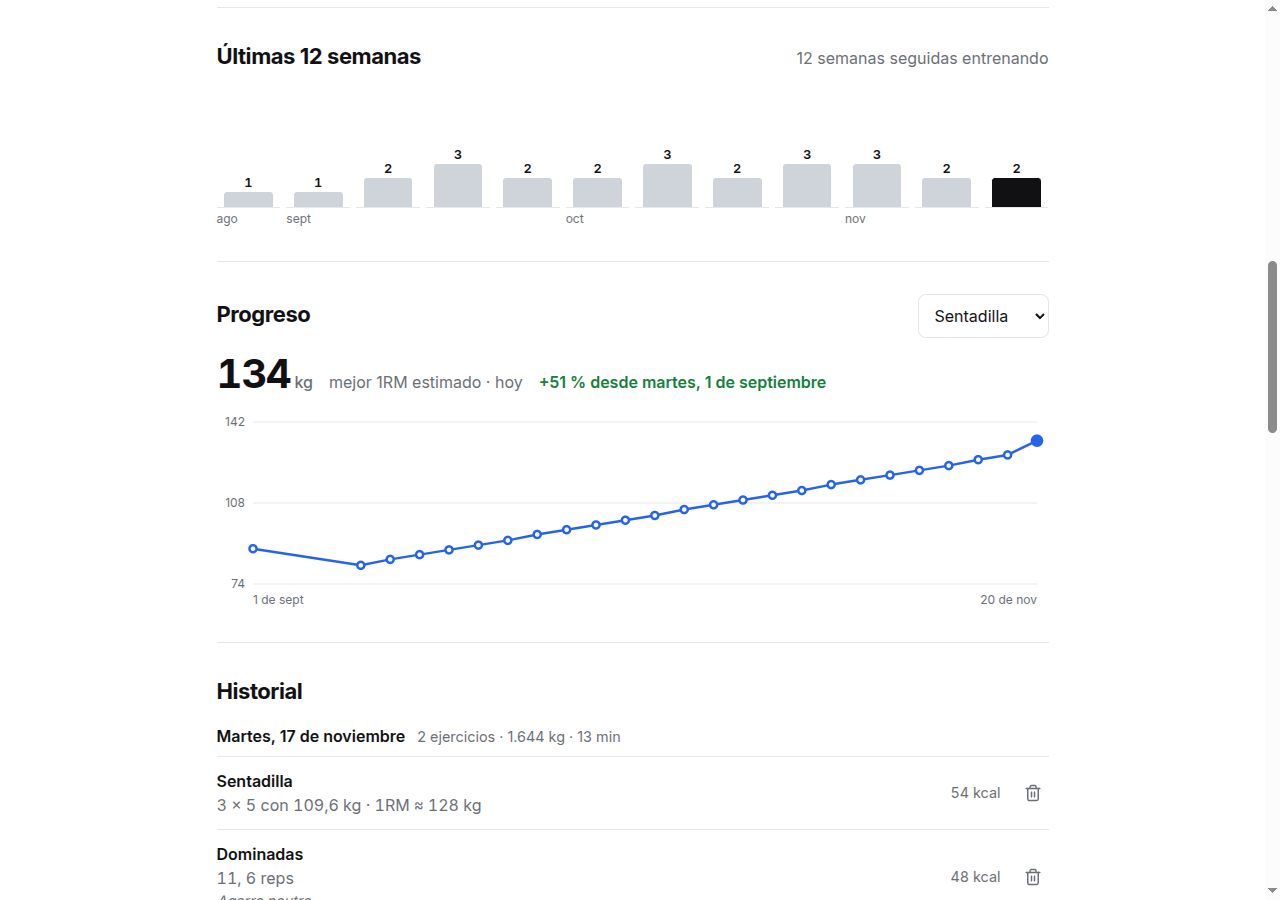 Últimas 12 semanas
12 semanas seguidas entrenando
1 1 2 3 2 2 3 2 3 3 2 2
ago sept oct nov
Progreso
Sentadilla
134 kg mejor 1RM estimado · hoy +51 % desde martes, 1 de septiembre
142
108
74
1 de sept 20 de nov
Historial
Martes, 17 de noviembre 2 ejercicios · 1.644 kg · 13 min
Sentadilla
3 × 5 con 109,6 kg · 1RM ≈ 128 kg
54 kcal
Dominadas
11, 6 reps
48 kcal
Agarre neutro